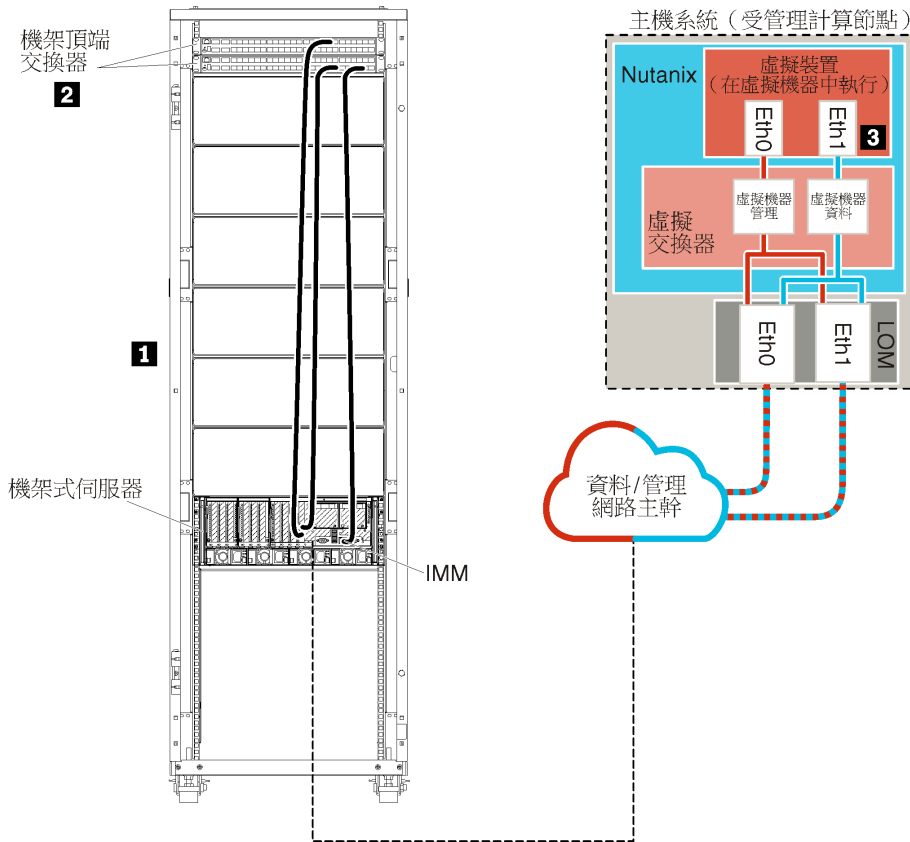 機架頂端
交換器
2
1
機架式伺服器
IMM
主機系統（受管理計算節點）
Nutanix
虛擬裝置
（在虛擬機器中執行）
Eth0
Eth1
3
虛擬機器
管理
虛擬機器
資料
虛擬
交換器
Eth0
Eth1
LOM
資料/管理
網路主幹